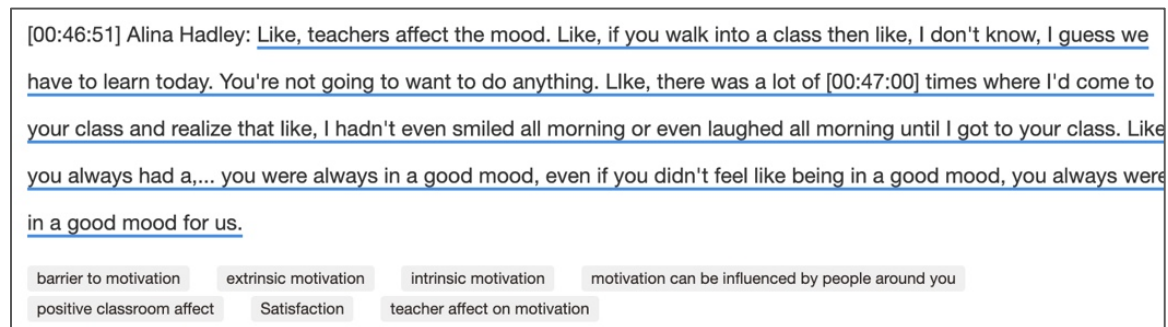 [00:46:51] Alina Hadley: Like, teachers affect the mood. Like, if you walk into a class then like, I don't know, I guess we
have to learn today. You're not going to want to do anything. LIke, there was a lot of [00:47:00] times where I'd come to
your class and realize that like, I hadn't even smiled all morning or even laughed all morning until I got to your class. Like
you always had a,... you were always in a good mood, even if you didn't feel like being in a good mood, you always were
in a good mood for us.
barrier to motivation extrinsic motivation intrinsic motivation motivation can be influenced by people around you
positive classroom affect Satisfaction teacher affect on motivation